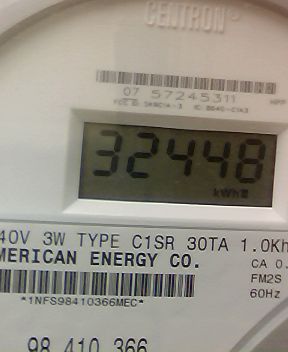 CENTRON®
07 57245311
32448
kWh
40V 3W TYPE C1SR 30TA 1.0Kh
MERICAN ENERGY CO.
CA 0.
FM2S
60Hz
*1NFS98410366MEC*
98 410 366